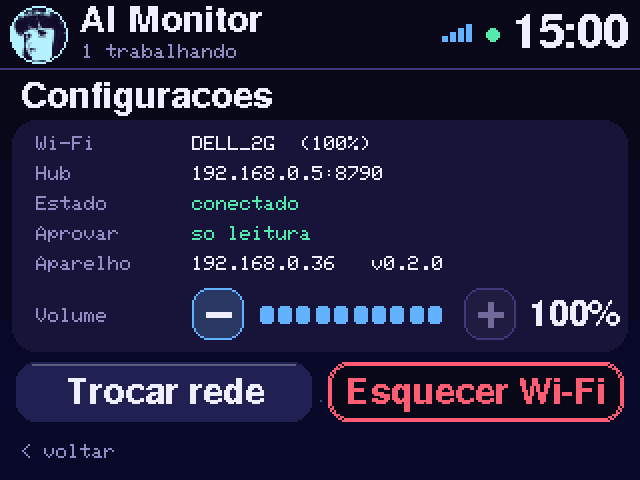 AI Monitor
1 trabalhando
15:00
Configuracoes
Wi-Fi DELL_2G (100%)
Hub 192.168.0.5:8790
Estado conectado
Aprovar so leitura
Aparelho 192.168.0.36 v0.2.0
Volume − + 100%
Trocar rede
Esquecer Wi-Fi
< voltar